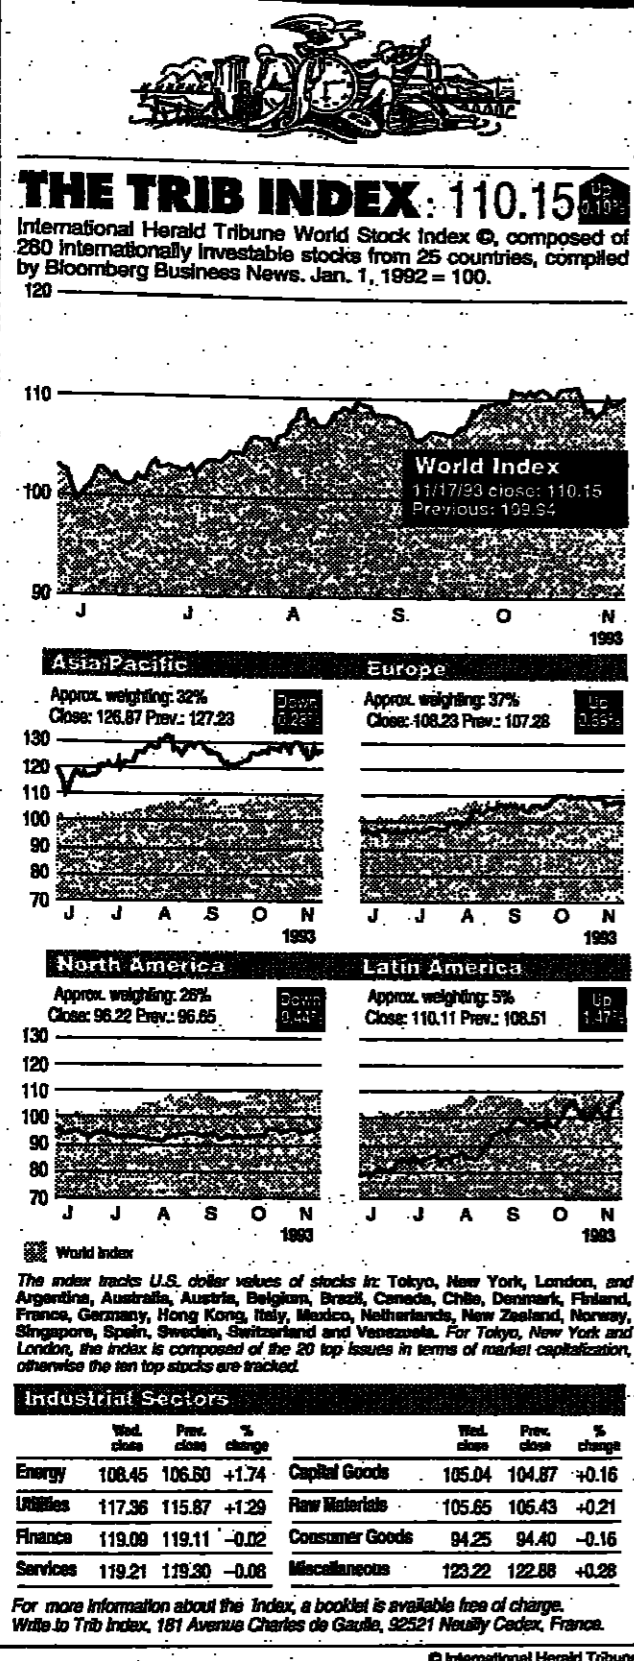 THE TRIB INDEX: 110.15
Up
0.19%
International Herald Tribune World Stock Index ©, composed of
280 internationally investable stocks from 25 countries, compiled
by Bloomberg Business News. Jan. 1, 1992 = 100.
120
110
100
90
World Index
11/17/93 close: 110.15
Previous: 109.94
J J A S O N
1993
Asia/Pacific
Approx. weighting: 32%
Close: 126.87 Prev.: 127.23
Down
0.28%
Europe
Approx. weighting: 37%
Close: 108.23 Prev.: 107.28
Up
130
120
110
100
90
80
70
J J A S O N
1993
J J A S O N
1993
North America
Approx. weighting: 26%
Close: 96.22 Prev.: 96.65
Down
0.44%
Latin America
Approx. weighting: 5%
Close: 110.11 Prev.: 108.51
Up
1.47%
130
120
110
100
90
80
70
J J A S O N
1993
J J A S O N
1993
World Index
The index tracks U.S. dollar values of stocks in: Tokyo, New York, London, and
Argentina, Australia, Austria, Belgium, Brazil, Canada, Chile, Denmark, Finland,
France, Germany, Hong Kong, Italy, Mexico, Netherlands, New Zealand, Norway,
Singapore, Spain, Sweden, Switzerland and Venezuela. For Tokyo, New York and
London, the index is composed of the 20 top issues in terms of market capitalization,
otherwise the ten top stocks are tracked.
Industrial Sectors
Wed. close Prev. close % change Wed. close Prev. close % change
Energy 108.45 106.60 +1.74 Capital Goods 105.04 104.87 +0.16
Utilities 117.36 115.87 +1.29 Raw Materials 105.65 105.43 +0.21
Finance 119.09 119.11 –0.02 Consumer Goods 94.25 94.40 –0.16
Services 119.21 119.30 –0.08 Miscellaneous 123.22 122.88 +0.28
For more information about the Index, a booklet is available free of charge.
Write to Trib Index, 181 Avenue Charles de Gaulle, 92521 Neuilly Cedex, France.
© International Herald Tribune